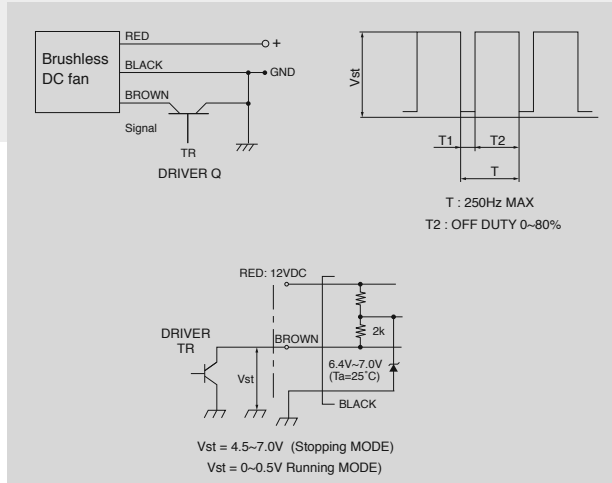 RED
+
Brushless
DC fan
BLACK
GND
BROWN
Signal
TR
DRIVER Q
Vst
T1
T2
T
T : 250Hz MAX
T2 : OFF DUTY 0~80%
RED: 12VDC
2k
DRIVER
TR
BROWN
Vst
6.4V~7.0V
(Ta=25˚C)
BLACK
Vst = 4.5~7.0V (Stopping MODE)
Vst = 0~0.5V Running MODE)